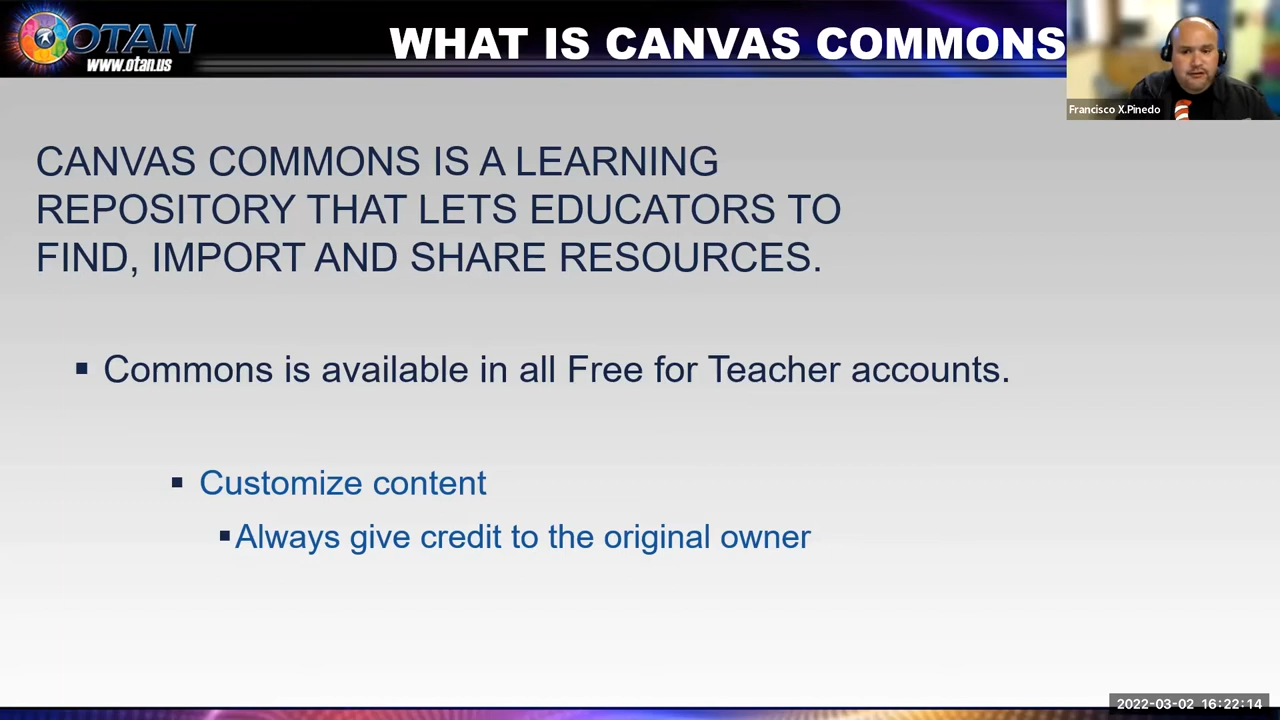 OTAN
www.otan.us
WHAT IS CANVAS COMMONS
Francisco X.Pinedo
CANVAS COMMONS IS A LEARNING
REPOSITORY THAT LETS EDUCATORS TO
FIND, IMPORT AND SHARE RESOURCES.
Commons is available in all Free for Teacher accounts.
Customize content
Always give credit to the original owner
2022-03-02 16:22:14